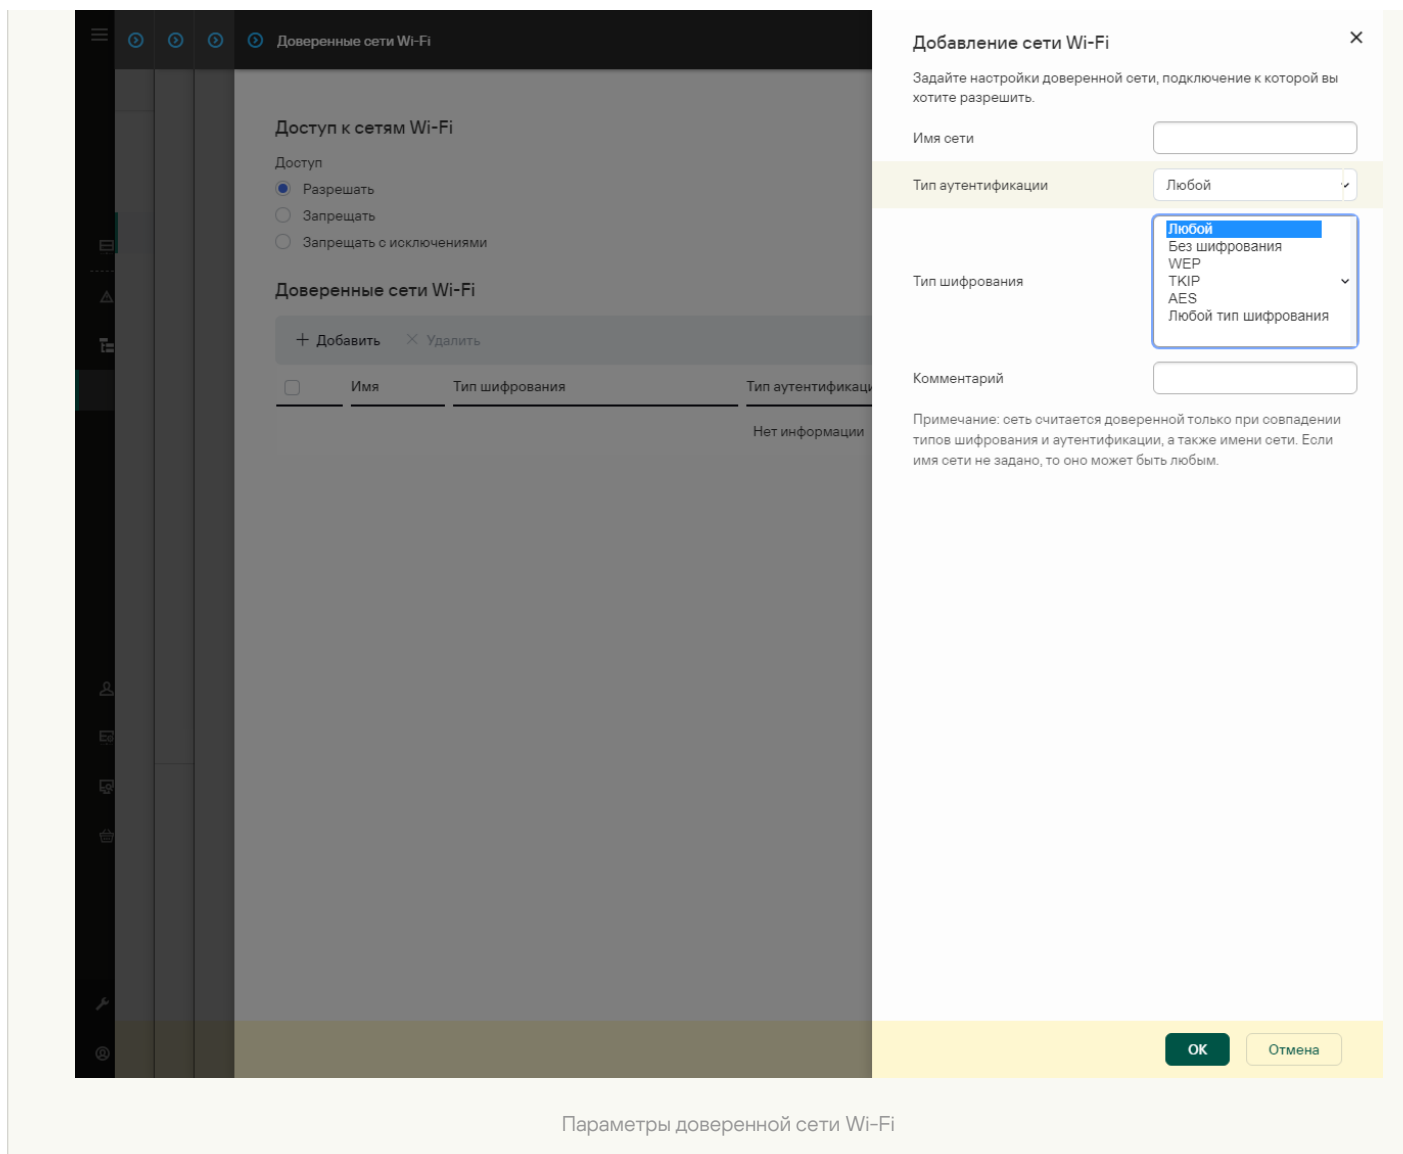 Доверенные сети Wi-Fi
Доступ к сетям Wi-Fi
Доступ
Разрешать
Запрещать
Запрещать с исключениями
Доверенные сети Wi-Fi
Добавить
Удалить
Имя
Тип шифрования
Тип аутентификаци
Нет информации
Добавление сети Wi-Fi
Задайте настройки доверенной сети, подключение к которой вы
хотите разрешить.
Имя сети
Тип аутентификации
Любой
Тип шифрования
Любой
Без шифрования
WEP
TKIP
AES
Любой тип шифрования
Комментарий
Примечание: сеть считается доверенной только при совпадении
типов шифрования и аутентификации, а также имени сети. Если
имя сети не задано, то оно может быть любым.
ОК
Отмена
Параметры доверенной сети Wi-Fi